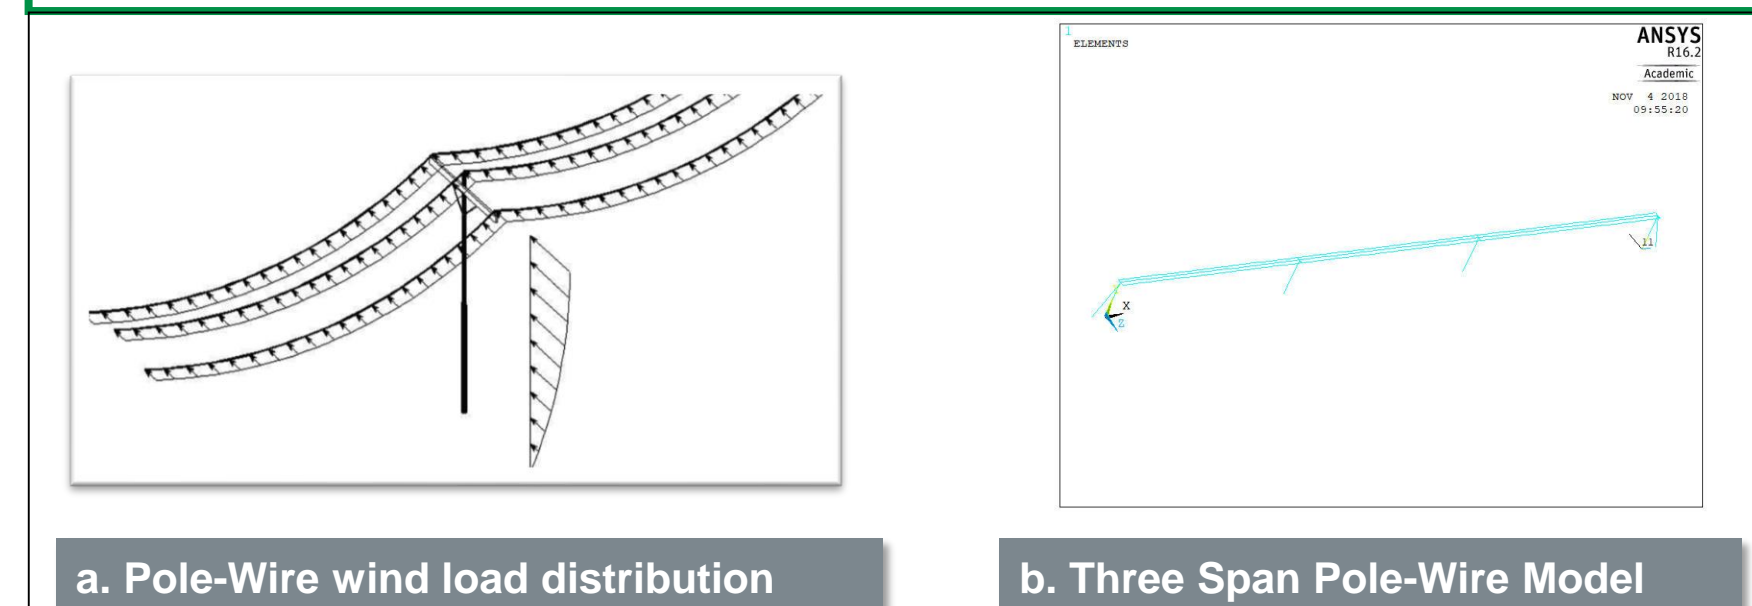 1
ELEMENTS
ANSYS
R16.2
Academic
NOV 4 2018
09:55:20
11
X
Z
a. Pole-Wire wind load distribution
b. Three Span Pole-Wire Model